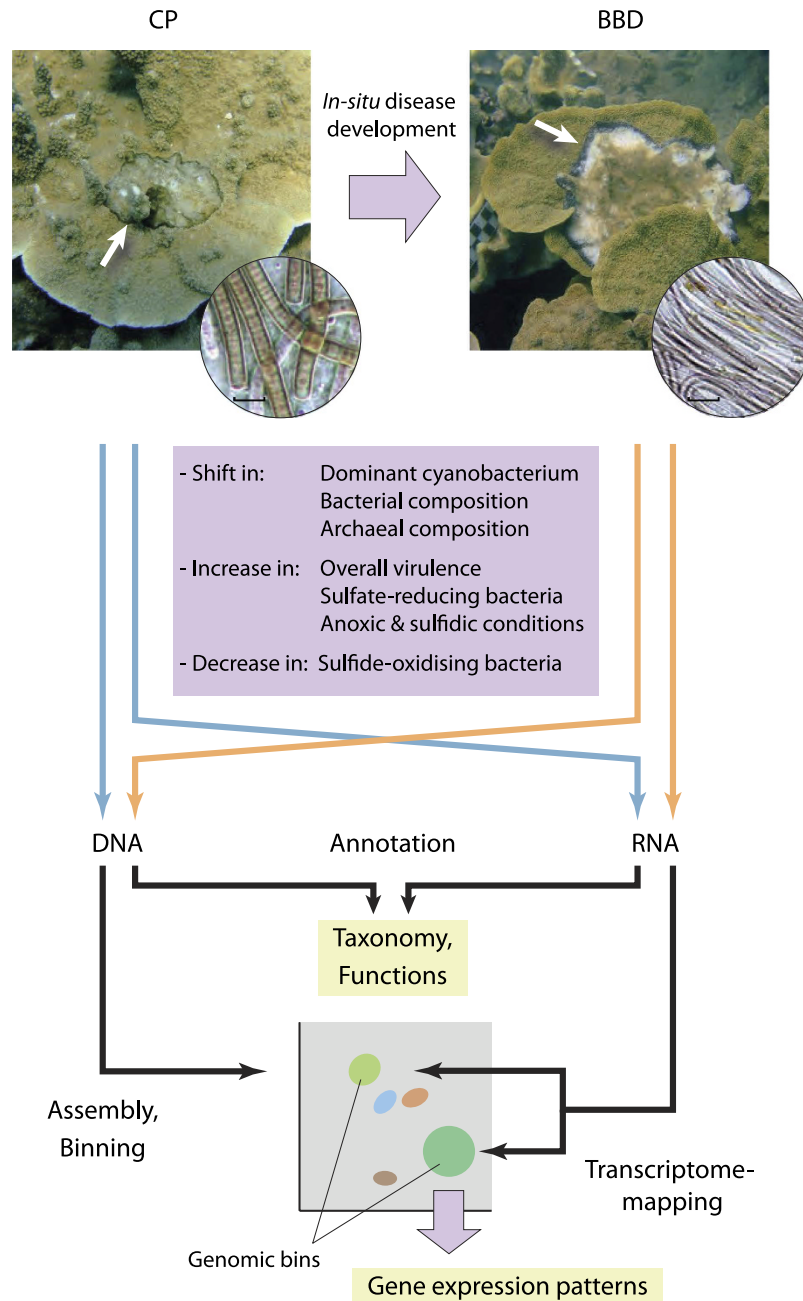 CP
BBD
In-situ disease
development
- Shift in: Dominant cyanobacterium
Bacterial composition
Archaeal composition
- Increase in: Overall virulence
Sulfate-reducing bacteria
Anoxic & sulfidic conditions
- Decrease in: Sulfide-oxidising bacteria
DNA
Annotation
RNA
Taxonomy,
Functions
Assembly,
Binning
Transcriptome-
mapping
Genomic bins
Gene expression patterns